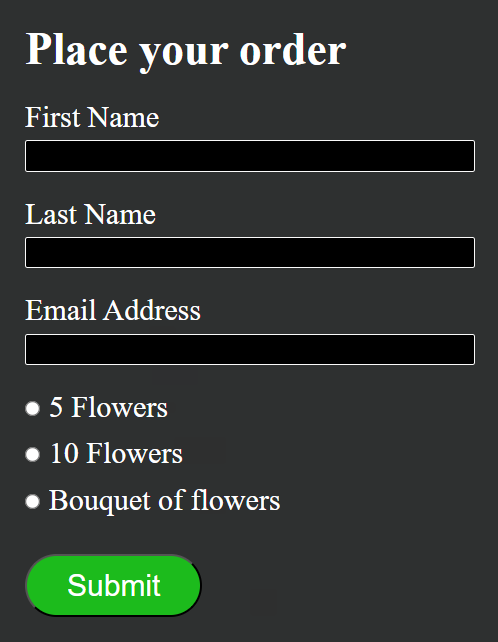 Place your order
First Name
Last Name
Email Address
5 Flowers
10 Flowers
Bouquet of flowers
Submit